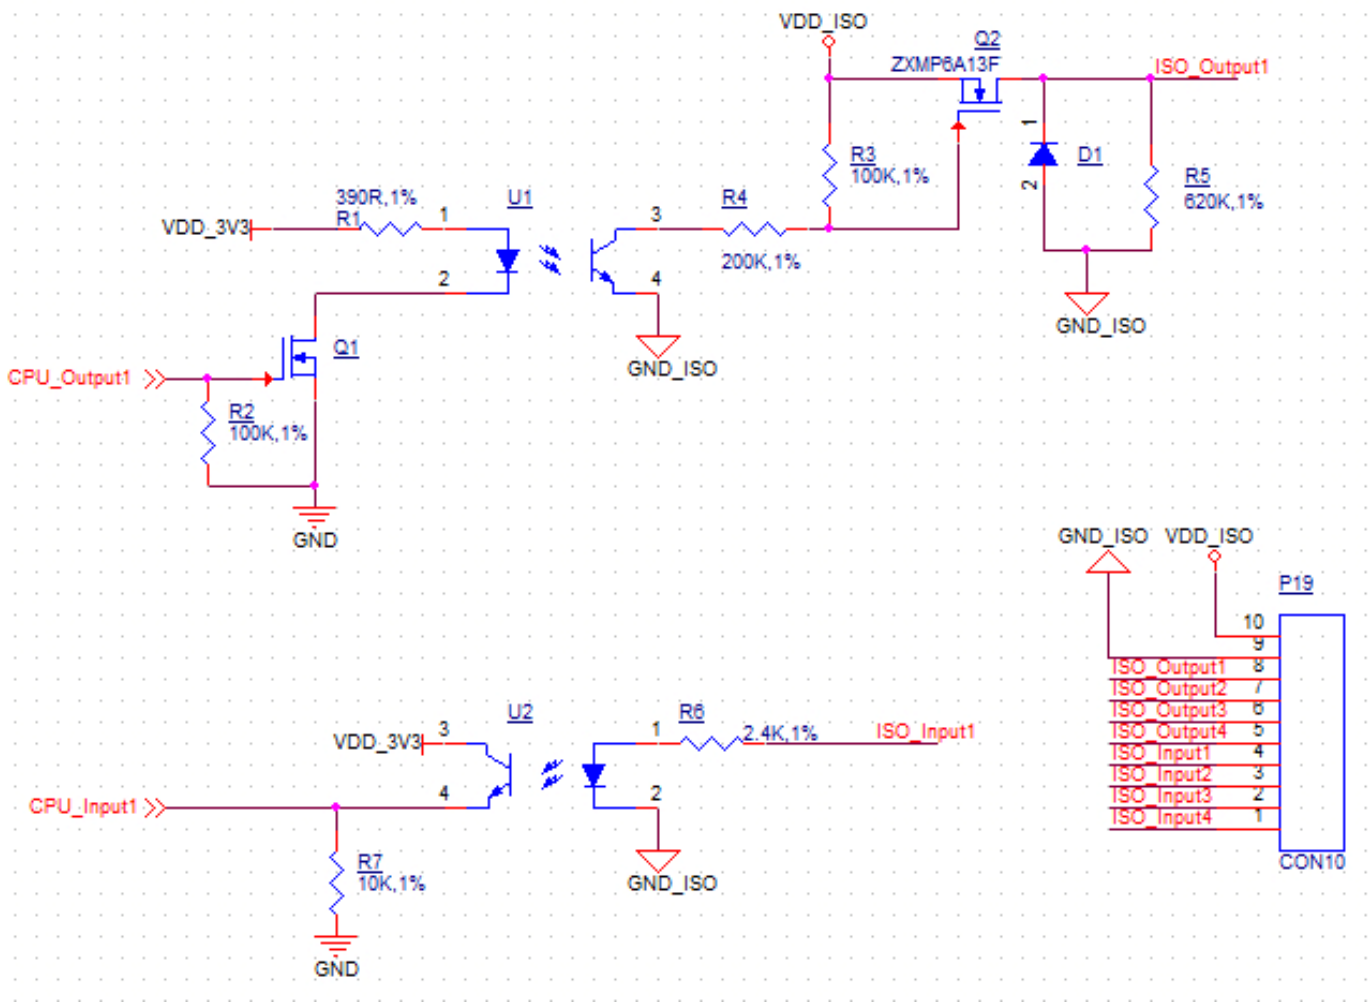 VDD_ISO
Q2
ZXMP6A13F
ISO_Output1
1
D1
2
R3
100K,1%
R5
620K,1%
390R,1%
R1
VDD_3V3
1
U1
2
3
4
R4
200K,1%
GND_ISO
GND_ISO
Q1
CPU_Output1
R2
100K,1%
GND
GND_ISO
VDD_ISO
P19
10
9
ISO_Output1
8
ISO_Output2
7
ISO_Output3
6
ISO_Output4
5
ISO_Input1
4
ISO_Input2
3
ISO_Input3
2
ISO_Input4
1
CON10
U2
VDD_3V3
3
4
1
2
R6
2.4K,1%
ISO_Input1
CPU_Input1
R7
10K,1%
GND
GND_ISO